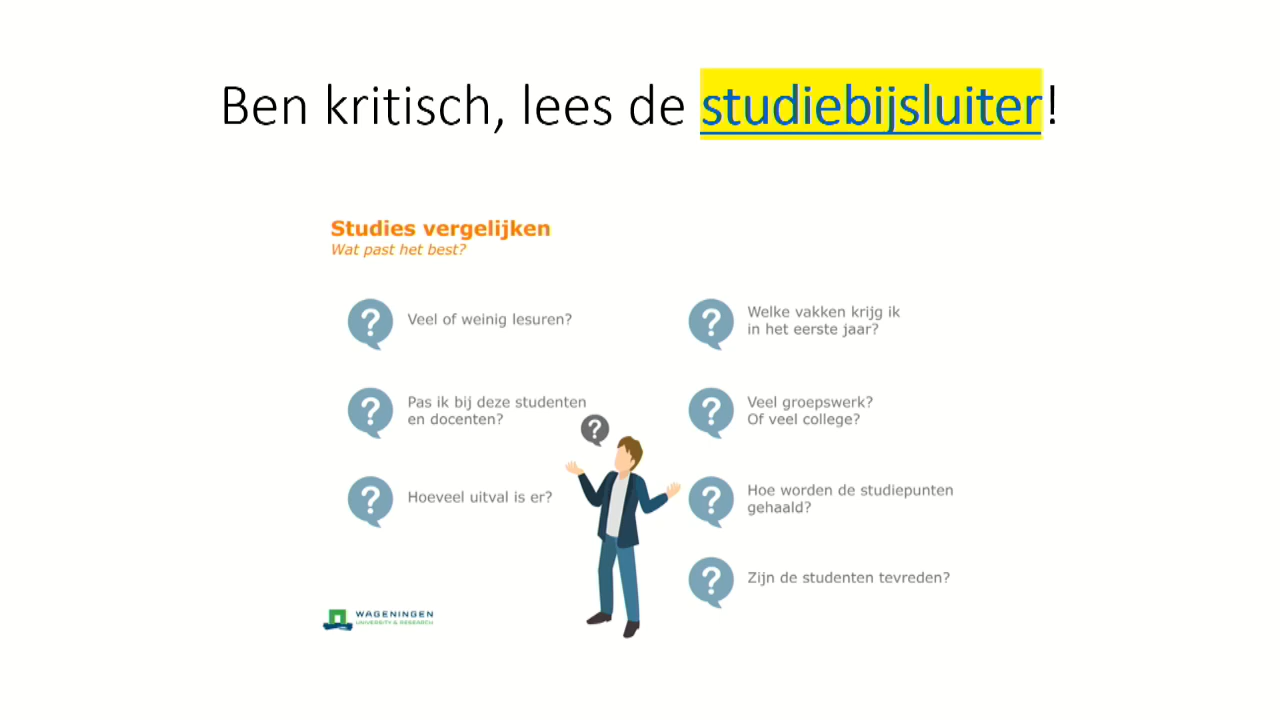 Ben kritisch, lees de studiebijsluiter!
Studies vergelijken
Wat past het best?
Veel of weinig lesuren?
Pas ik bij deze studenten
en docenten?
Hoeveel uitval is er?
Welke vakken krijg ik
in het eerste jaar?
Veel groepswerk?
Of veel college?
Hoe worden de studiepunten
gehaald?
Zijn de studenten tevreden?
WAGENINGEN
UNIVERSITY & RESEARCH